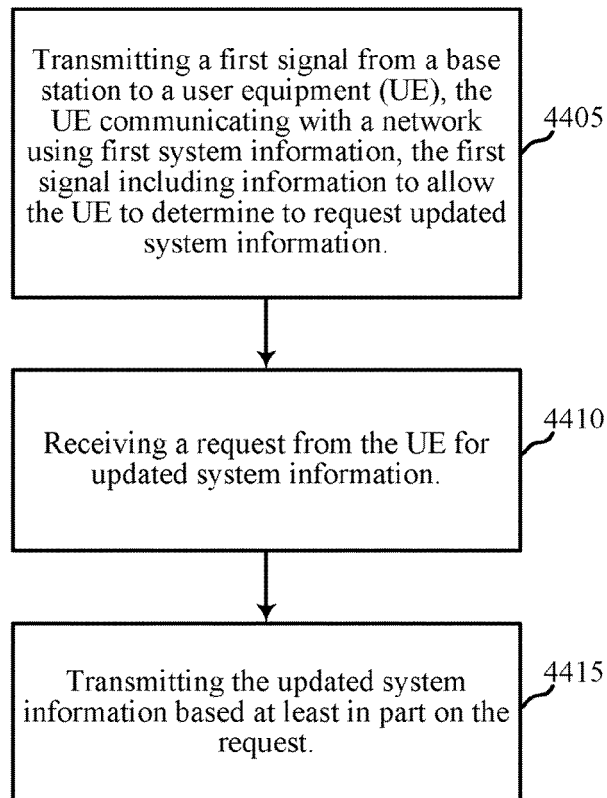 Transmitting a first signal from a base
station to a user equipment (UE), the
UE communicating with a network
using first system information, the first
signal including information to allow
the UE to determine to request updated
system information.
4405
Receiving a request from the UE for
updated system information.
4410
Transmitting the updated system
information based at least in part on the
request.
4415